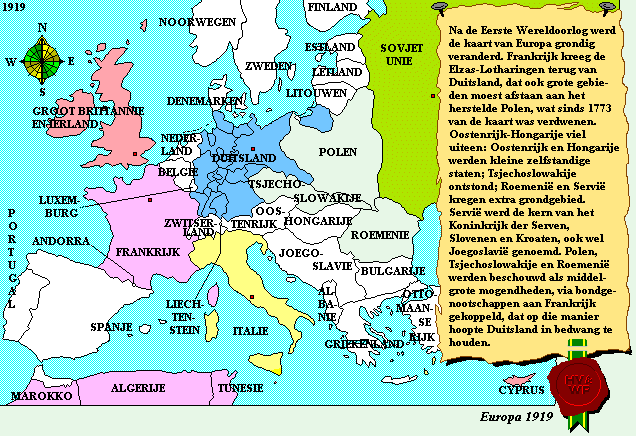 1919
N
W
E
S
NOORWEGEN
FINLAND
ZWEDEN
ESTLAND
LETLAND
LITOUWEN
SOVJET
UNIE
DENEMARKEN
GROOT BRITTANNIE
EN IERLAND
NEDER-
LAND
BELGIE
DUITSLAND
POLEN
LUXEM-
BURG
TSJECHO-
SLOWAKIJE
ANDORRA
ZWITSER-
LAND
OOS-
TENRIJK
HONGARIJE
ROEMENIE
PORTUGAL
FRANKRIJK
JOEGO-
SLAVIE
BULGARIJE
LIECH-
TEN-
STEIN
AL-
BA-
NIE
OTTO-
MAAN-
SE
RIJK
SPANJE
ITALIE
GRIEKENLAND
MAROKKO
ALGERIJE
TUNESIE
CYPRUS
Na de Eerste Wereldoorlog werd
de kaart van Europa grondig
veranderd. Frankrijk kreeg de
Elzas-Lotharingen terug van
Duitsland, dat ook grote gebie-
den moest afstaan aan het
herstelde Polen, wat sinds 1773
van de kaart was verdwenen.
Oostenrijk-Hongarije viel
uiteen: Oostenrijk en Hongarije
werden kleine zelfstandige
staten; Tsjechoslowakije
ontstond; Roemenië en Servië
kregen extra grondgebied.
Servië werd de kern van het
Koninkrijk der Serven,
Slovenen en Kroaten, ook wel
Joegoslavië genoemd. Polen,
Tsjechoslowakije en Roemenië
werden beschouwd als middel-
grote mogendheden, via bondge-
nootschappen aan Frankrijk
gekoppeld, dat op die manier
hoopte Duitsland in bedwang te
houden.
Europa 1919